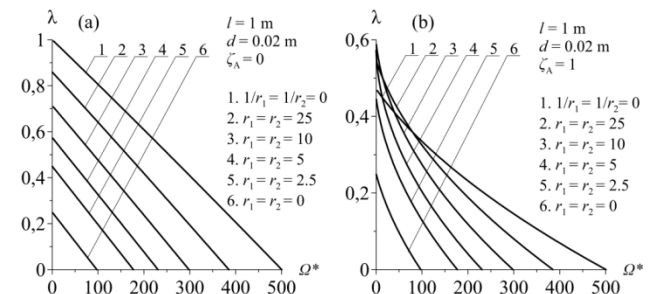 λ (a)
l = 1 m
d = 0.02 m
ζA = 0
1 2 3 4 5 6
1. 1/r1 = 1/r2 = 0
2. r1 = r2 = 25
3. r1 = r2 = 10
4. r1 = r2 = 5
5. r1 = r2 = 2.5
6. r1 = r2 = 0
1
0,8
0,6
0,4
0,2
0
0 100 200 300 400 500
Ω*
λ (b)
l = 1 m
d = 0.02 m
ζA = 1
1 2 3 4 5 6
1. 1/r1 = 1/r2 = 0
2. r1 = r2 = 25
3. r1 = r2 = 10
4. r1 = r2 = 5
5. r1 = r2 = 2.5
6. r1 = r2 = 0
0,6
0,4
0,2
0
0 100 200 300 400 500
Ω*